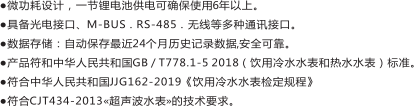 ●微功耗设计，一节锂电池供电可确保使用6年以上。
●具备光电接口、M-BUS、RS-485、无线等多种通讯接口。
●数据存储：自动保存最近24个月历史记录数据,安全可靠。
●产品符和中华人民共和国GB／T778.1-5 2018（饮用冷水水表和热水水表）标准。
●符合中华人民共和国JJG162-2019《饮用冷水水表检定规程》
●符合CJT434-2013«超声波水表»的技术要求。